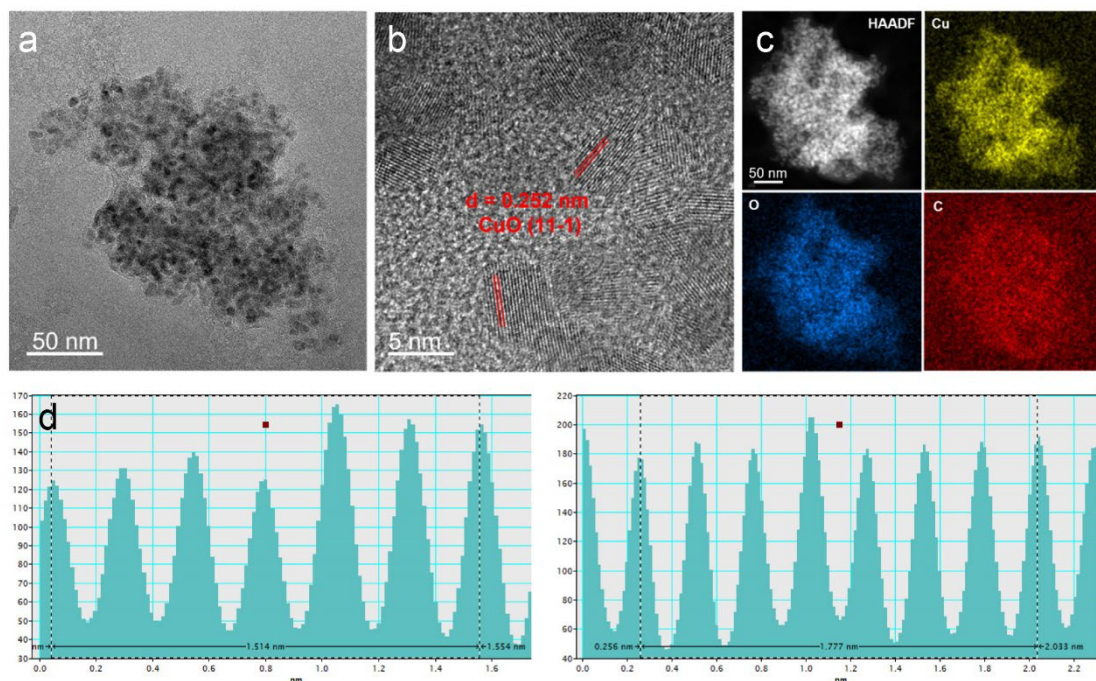 a
50 nm
b
d = 0.252 nm
CuO (11-1)
5 nm
c
HAADF
50 nm
Cu
O
C
d
170
160
150
140
130
120
110
100
90
80
70
60
50
40
30
nm
1.514 nm
1.554 nm
0.0 0.2 0.4 0.6 0.8 1.0 1.2 1.4 1.6
nm
220
200
180
160
140
120
100
80
60
40
0.256 nm
1.777 nm
2.033 nm
0.0 0.2 0.4 0.6 0.8 1.0 1.2 1.4 1.6 1.8 2.0 2.2
nm